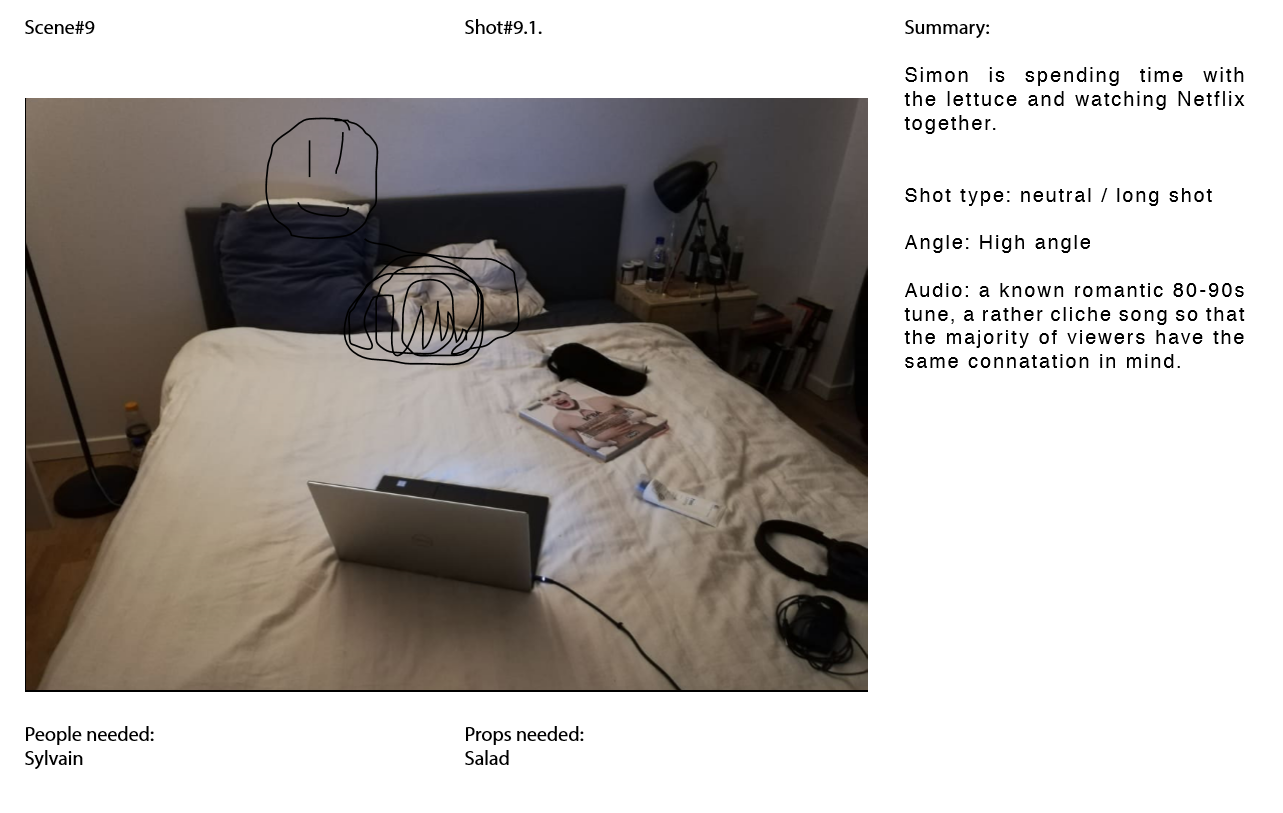 Scene#9
Shot#9.1.
Summary:
Simon is spending time with
the lettuce and watching Netflix
together.
Shot type: neutral / long shot
Angle: High angle
Audio: a known romantic 80-90s
tune, a rather cliche song so that
the majority of viewers have the
same connatation in mind.
People needed:
Sylvain
Props needed:
Salad